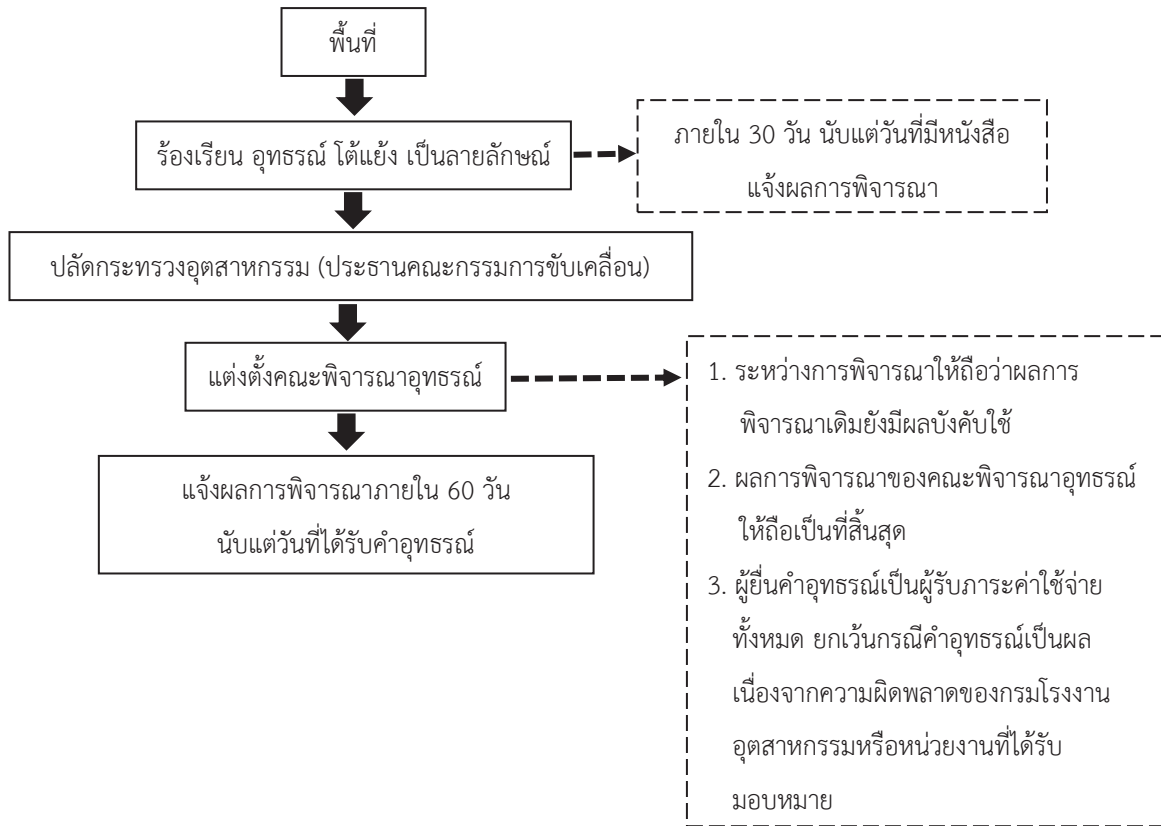 พื้นที่
ร้องเรียน อุทธรณ์ โต้แย้ง เป็นลายลักษณ์
ภายใน 30 วัน นับแต่วันที่มีหนังสือ
แจ้งผลการพิจารณา
ปลัดกระทรวงอุตสาหกรรม (ประธานคณะกรรมการขับเคลื่อน)
แต่งตั้งคณะพิจารณาอุทธรณ์
1. ระหว่างการพิจารณาให้ถือว่าผลการ
พิจารณาเดิมยังมีผลบังคับใช้
2. ผลการพิจารณาของคณะพิจารณาอุทธรณ์
ให้ถือเป็นที่สิ้นสุด
3. ผู้ยื่นคำอุทธรณ์เป็นผู้รับภาระค่าใช้จ่าย
ทั้งหมด ยกเว้นกรณีคำอุทธรณ์เป็นผล
เนื่องจากความผิดพลาดของกรมโรงงาน
อุตสาหกรรมหรือหน่วยงานที่ได้รับ
มอบหมาย
แจ้งผลการพิจารณาภายใน 60 วัน
นับแต่วันที่ได้รับคำอุทธรณ์